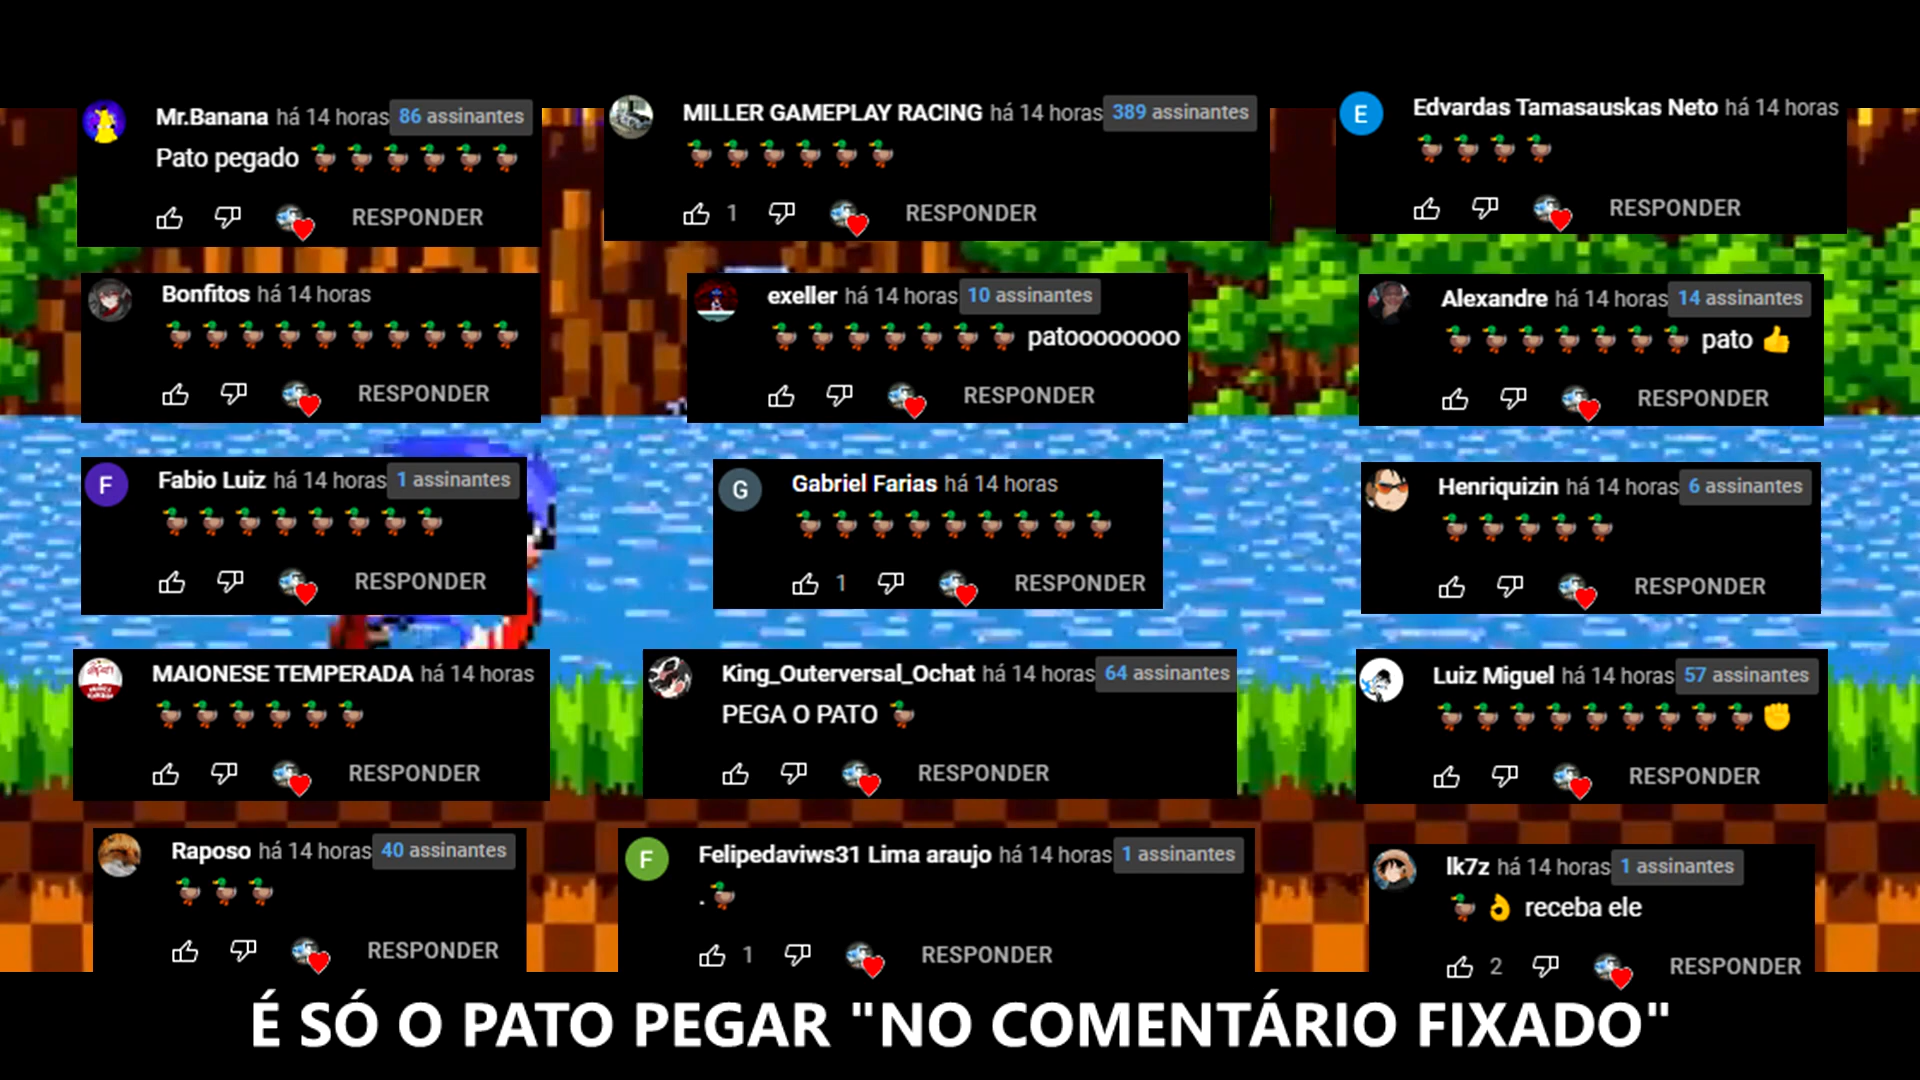 Mr.Banana há 14 horas 86 assinantes
Pato pegado 🦆🦆🦆🦆🦆🦆
RESPONDER
MILLER GAMEPLAY RACING há 14 horas 389 assinantes
🦆🦆🦆🦆🦆🦆
1 RESPONDER
E Edvardas Tamasauskas Neto há 14 horas
🦆🦆🦆🦆
RESPONDER
Bonfitos há 14 horas
🦆🦆🦆🦆🦆🦆🦆🦆🦆🦆
RESPONDER
exeller há 14 horas 10 assinantes
🦆🦆🦆🦆🦆🦆🦆 patoooooooo
RESPONDER
Alexandre há 14 horas 14 assinantes
🦆🦆🦆🦆🦆🦆🦆 pato 👍
RESPONDER
F Fabio Luiz há 14 horas 1 assinantes
🦆🦆🦆🦆🦆🦆🦆🦆
RESPONDER
G Gabriel Farias há 14 horas
🦆🦆🦆🦆🦆🦆🦆🦆🦆
1 RESPONDER
Henriquizin há 14 horas 6 assinantes
🦆🦆🦆🦆🦆
RESPONDER
MAIONESE TEMPERADA há 14 horas
🦆🦆🦆🦆🦆🦆
RESPONDER
King_Outerversal_Ochat há 14 horas 64 assinantes
PEGA O PATO 🦆
RESPONDER
Luiz Miguel há 14 horas 57 assinantes
🦆🦆🦆🦆🦆🦆🦆🦆🦆✊
RESPONDER
Raposo há 14 horas 40 assinantes
🦆🦆🦆
RESPONDER
F Felipedaviws31 Lima araujo há 14 horas 1 assinantes
. 🦆
1 RESPONDER
lk7z há 14 horas 1 assinantes
🦆👌 receba ele
2 RESPONDER
É SÓ O PATO PEGAR "NO COMENTÁRIO FIXADO"